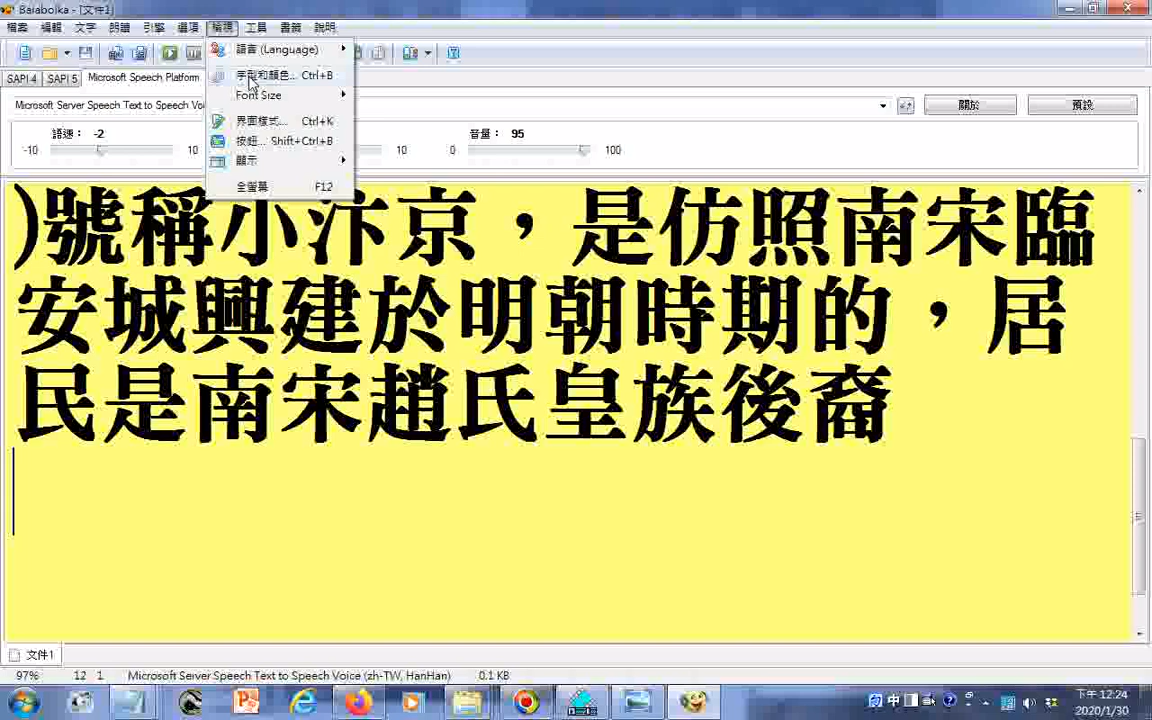 Balabolka - [文件1]
檔案 編輯 文字 朗讀 引擎 選項 檢視 工具 書籤 說明
語言 (Language)
字型和顏色... Ctrl+B
Font Size
界面樣式... Ctrl+K
按鈕... Shift+Ctrl+B
顯示
全螢幕 F12
SAPI 4 SAPI 5 Microsoft Speech Platform
Microsoft Server Speech Text to Speech Voi
關於 預設
語速: -2 音量: 95
-10 10 10 0 100
)號稱小汴京，是仿照南宋臨
安城興建於明朝時期的，居
民是南宋趙氏皇族後裔
文件1
97% 12 1 Microsoft Server Speech Text to Speech Voice (zh-TW, HanHan) 0.1 KB
中
下午 12:24
2020/1/30